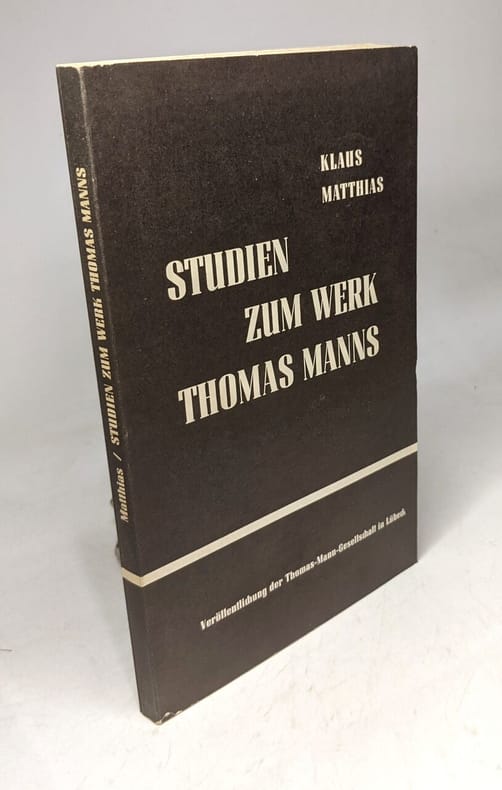 KLAUS
MATTHIAS
STUDIEN
ZUM WERK
THOMAS MANNS
Veröffentlichung der Thomas-Mann-Gesellschaft in Lübeck
Matthias / STUDIEN ZUM WERK THOMAS MANNS